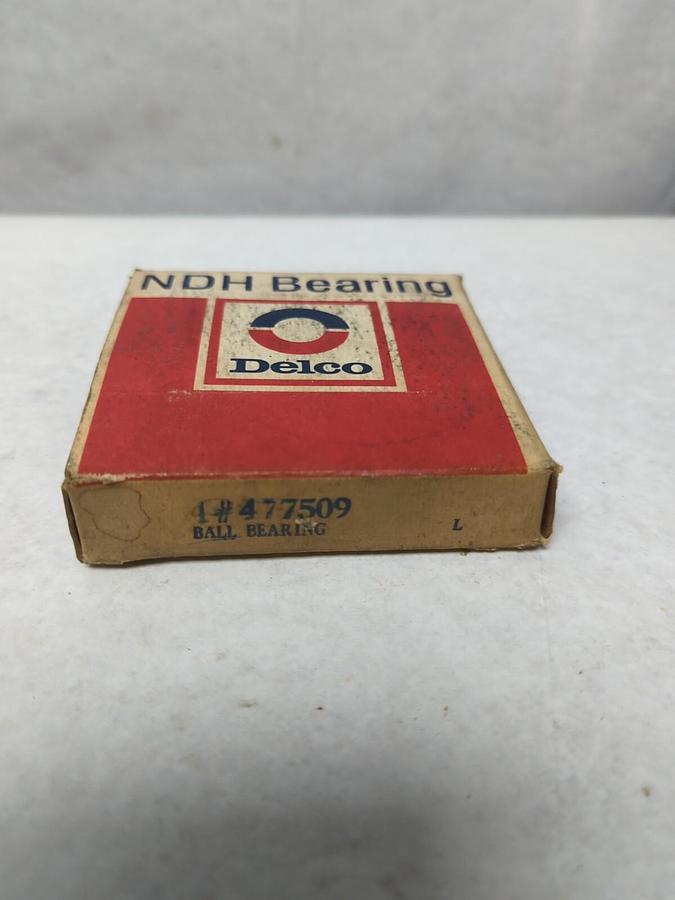 NDH Bearing
Delco
1#477509
BALL BEARING
L